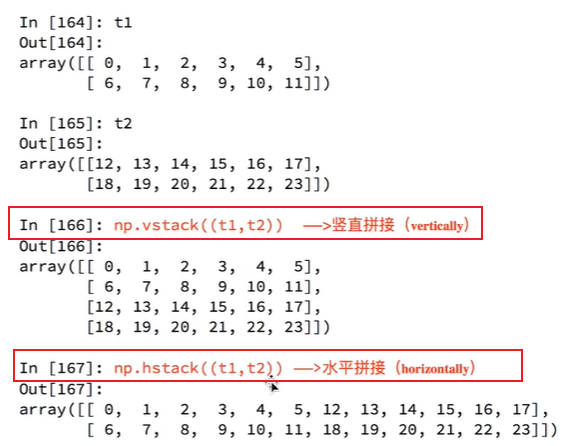 In [164]: t1
Out[164]:
array([[ 0,  1,  2,  3,  4,  5],
       [ 6,  7,  8,  9, 10, 11]])
In [165]: t2
Out[165]:
array([[12, 13, 14, 15, 16, 17],
       [18, 19, 20, 21, 22, 23]])
In [166]: np.vstack((t1,t2))  —>竖直拼接（vertically）
Out[166]:
array([[ 0,  1,  2,  3,  4,  5],
       [ 6,  7,  8,  9, 10, 11],
       [12, 13, 14, 15, 16, 17],
       [18, 19, 20, 21, 22, 23]])
In [167]: np.hstack((t1,t2)) —>水平拼接（horizontally）
Out[167]:
array([[ 0,  1,  2,  3,  4,  5, 12, 13, 14, 15, 16, 17],
       [ 6,  7,  8,  9, 10, 11, 18, 19, 20, 21, 22, 23]])